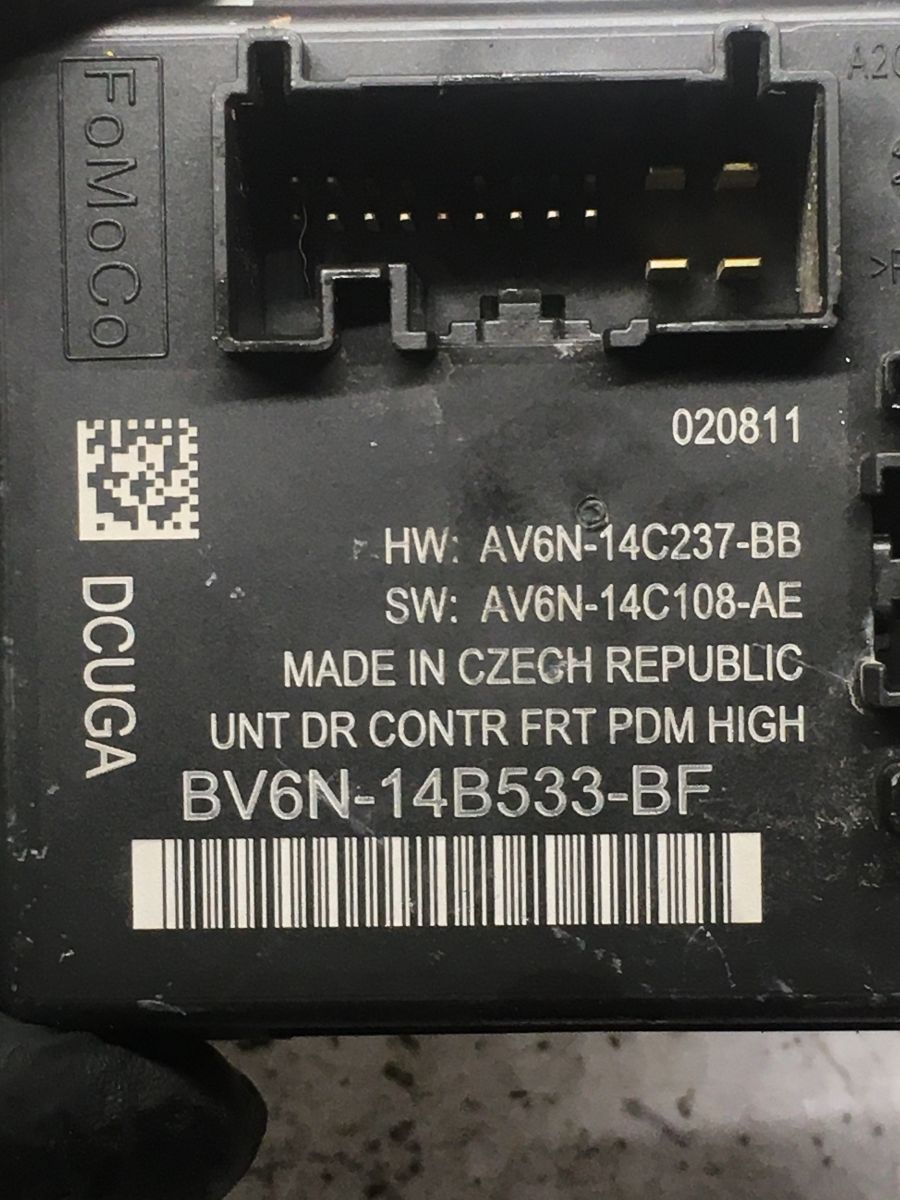 FoMoCo
020811
HW: AV6N-14C237-BB
SW: AV6N-14C108-AE
MADE IN CZECH REPUBLIC
UNT DR CONTR FRT PDM HIGH
BV6N-14B533-BF
DCUGA